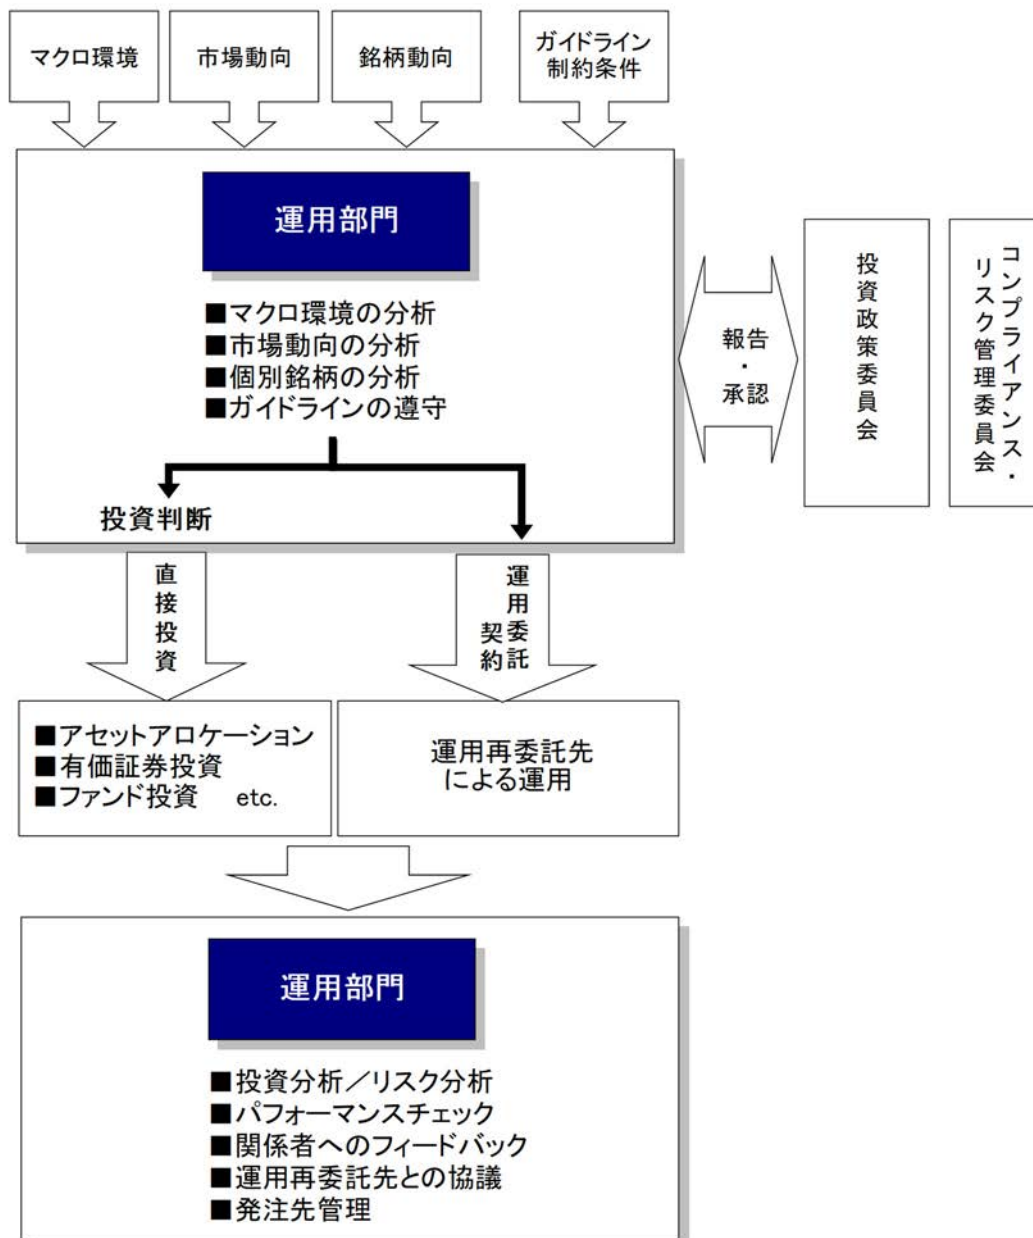 マクロ環境
市場動向
銘柄動向
ガイドライン
制約条件
運用部門
■マクロ環境の分析
■市場動向の分析
■個別銘柄の分析
■ガイドラインの遵守
投資判断
報告
・
承認
投資政策委員会
コンプライアンス・
リスク管理委員会
直接投資
運用委託
契約
■アセットアロケーション
■有価証券投資
■ファンド投資 etc.
運用再委託先
による運用
運用部門
■投資分析／リスク分析
■パフォーマンスチェック
■関係者へのフィードバック
■運用再委託先との協議
■発注先管理